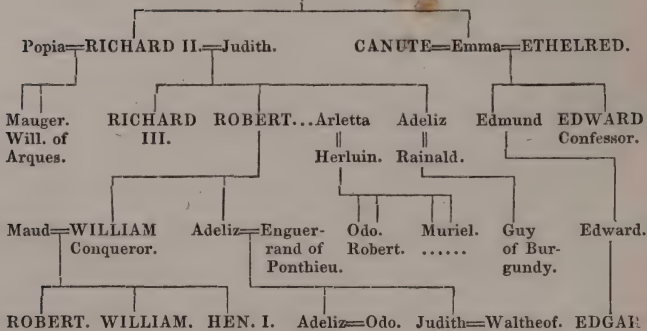 Popia=RICHARD II.=Judith. CANUTE=Emma=ETHELRED.
Mauger. RICHARD ROBERT...Arletta Adeliz Edmund EDWARD
Will. of III. || || Confessor.
Arques. Herluin. Rainald.
Maud=WILLIAM Adeliz=Enguer- Odo. Muriel. Guy Edward.
Conqueror. rand of Robert. ...... of Bur-
Ponthieu. gundy.
ROBERT. WILLIAM. HEN. I. Adeliz=Odo. Judith=Waltheof. EDGAR